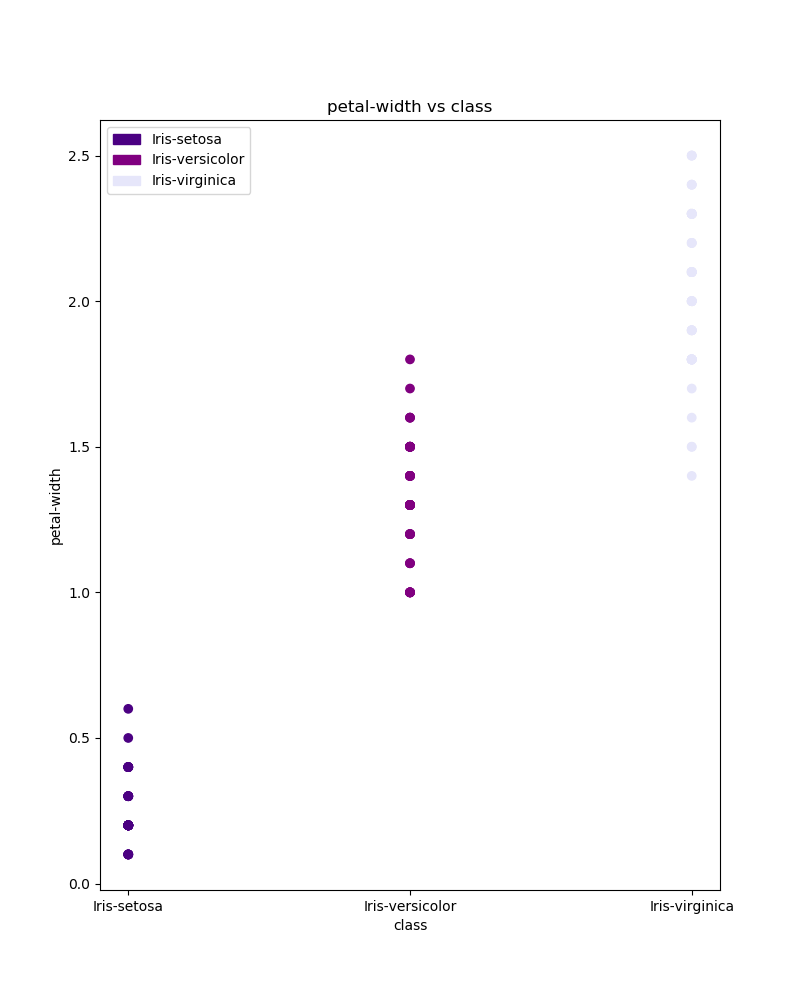 petal-width vs class
Iris-setosa
Iris-versicolor
Iris-virginica
2.5
2.0
1.5
1.0
0.5
0.0
petal-width
Iris-setosa Iris-versicolor Iris-virginica
class